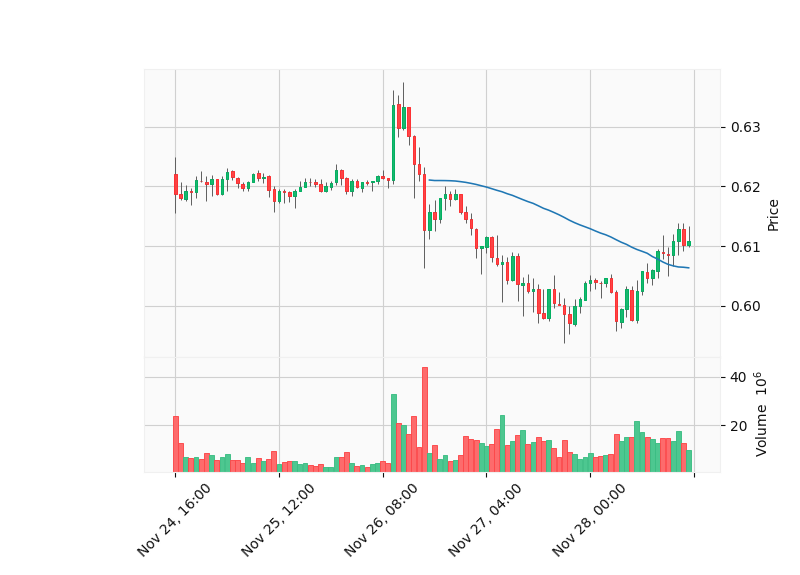 0.63
0.62
0.61
0.60
Price
40
20
Volume 10⁶
Nov 24, 16:00
Nov 25, 12:00
Nov 26, 08:00
Nov 27, 04:00
Nov 28, 00:00